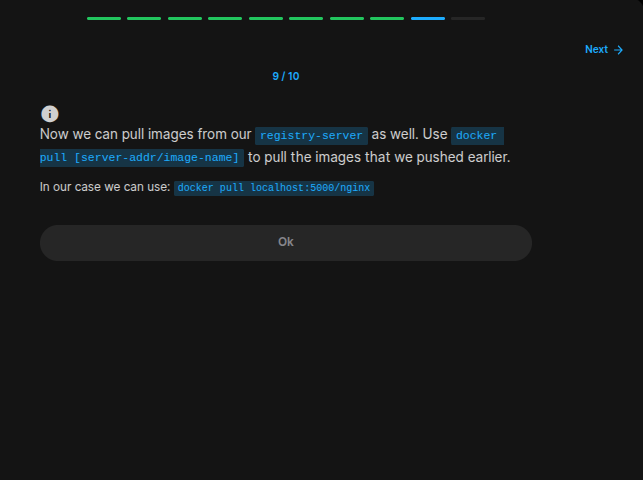 Next →
9 / 10
Now we can pull images from our registry-server as well. Use docker
pull [server-addr/image-name] to pull the images that we pushed earlier.
In our case we can use: docker pull localhost:5000/nginx
Ok